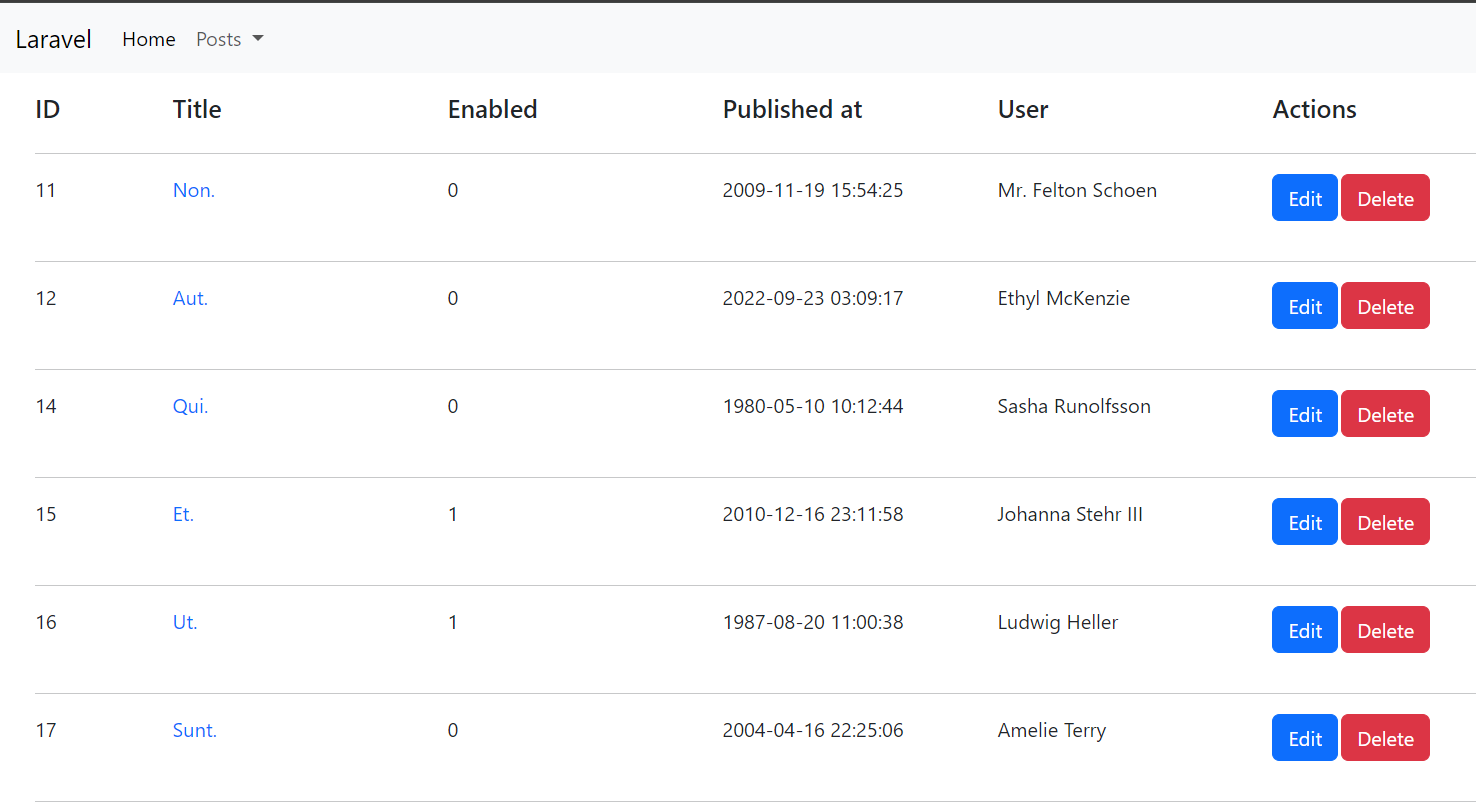 Laravel Home Posts
ID Title Enabled Published at User Actions
11 Non. 0 2009-11-19 15:54:25 Mr. Felton Schoen Edit Delete
12 Aut. 0 2022-09-23 03:09:17 Ethyl McKenzie Edit Delete
14 Qui. 0 1980-05-10 10:12:44 Sasha Runolfsson Edit Delete
15 Et. 1 2010-12-16 23:11:58 Johanna Stehr III Edit Delete
16 Ut. 1 1987-08-20 11:00:38 Ludwig Heller Edit Delete
17 Sunt. 0 2004-04-16 22:25:06 Amelie Terry Edit Delete